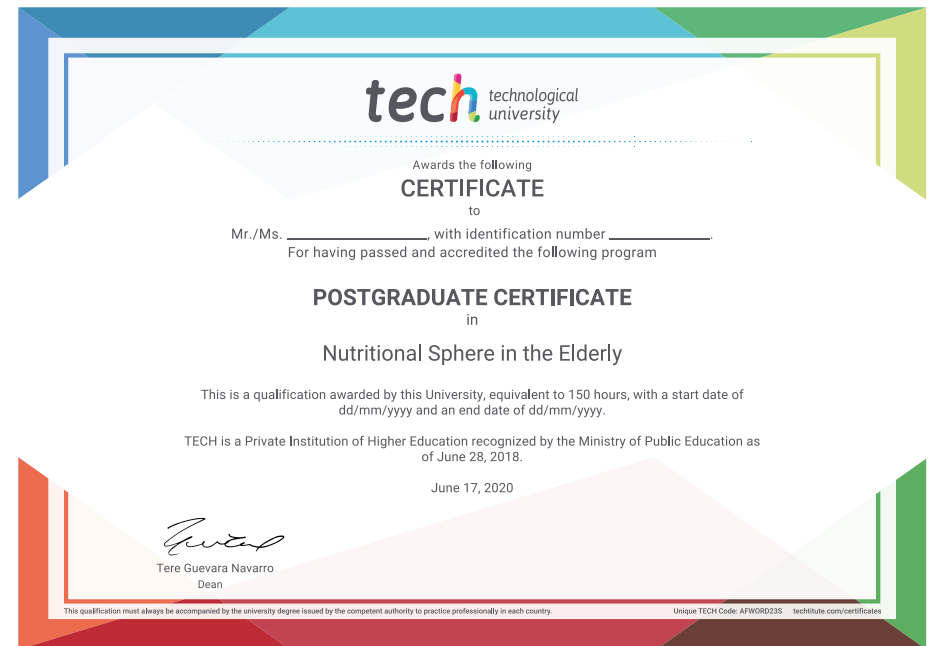 tech technological
university
Awards the following
CERTIFICATE
to
Mr./Ms. ____________________, with identification number ______________.
For having passed and accredited the following program
POSTGRADUATE CERTIFICATE
in
Nutritional Sphere in the Elderly
This is a qualification awarded by this University, equivalent to 150 hours, with a start date of
dd/mm/yyyy and an end date of dd/mm/yyyy.
TECH is a Private Institution of Higher Education recognized by the Ministry of Public Education as
of June 28, 2018.
June 17, 2020
Tere Guevara Navarro
Dean
This qualification must always be accompanied by the university degree issued by the competent authority to practice professionally in each country.
Unique TECH Code: AFWORD23S techtitute.com/certificates